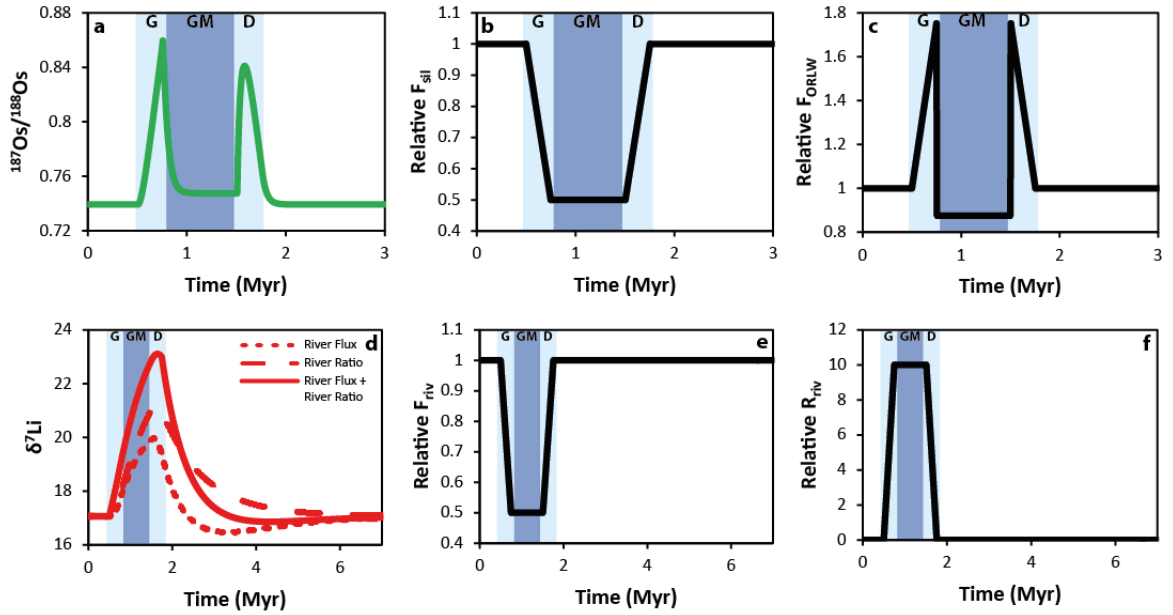 a
G GM D
0.88
0.84
0.8
0.76
0.72
¹⁸⁷Os/¹⁸⁸Os
0 1 2 3
Time (Myr)
b
G GM D
1.1
1
0.9
0.8
0.7
0.6
0.5
0.4
Relative F_sil
0 1 2 3
Time (Myr)
c
G GM D
1.8
1.6
1.4
1.2
1
0.8
Relative F_ORLW
0 1 2 3
Time (Myr)
d
G GM D
24
22
20
18
16
δ⁷Li
River Flux
River Ratio
River Flux +
River Ratio
0 2 4 6
Time (Myr)
e
G GM D
1.1
1
0.9
0.8
0.7
0.6
0.5
0.4
Relative F_riv
0 2 4 6
Time (Myr)
f
G GM D
12
10
8
6
4
2
0
Relative R_riv
0 2 4 6
Time (Myr)